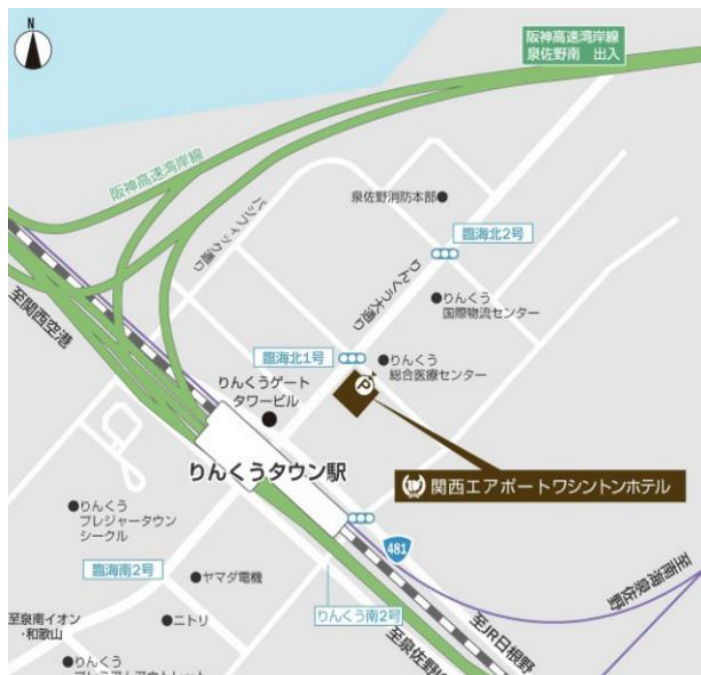 N
阪神高速湾岸線
泉佐野南 出入
阪神高速湾岸線
パシフィック通り
泉佐野消防本部
臨海北2号
りんくう大通り
りんくう
国際物流センター
至関西空港
臨海北1号
りんくう
総合医療センター
りんくうゲート
タワービル
P
りんくうタウン駅
関西エアポートワシントンホテル
りんくう
プレジャータウン
シークル
481
臨海南2号
ヤマダ電機
至南海泉佐野
至泉南イオン
・和歌山
ニトリ
りんくう南2号
至JR日根野
至泉佐野
りんくう